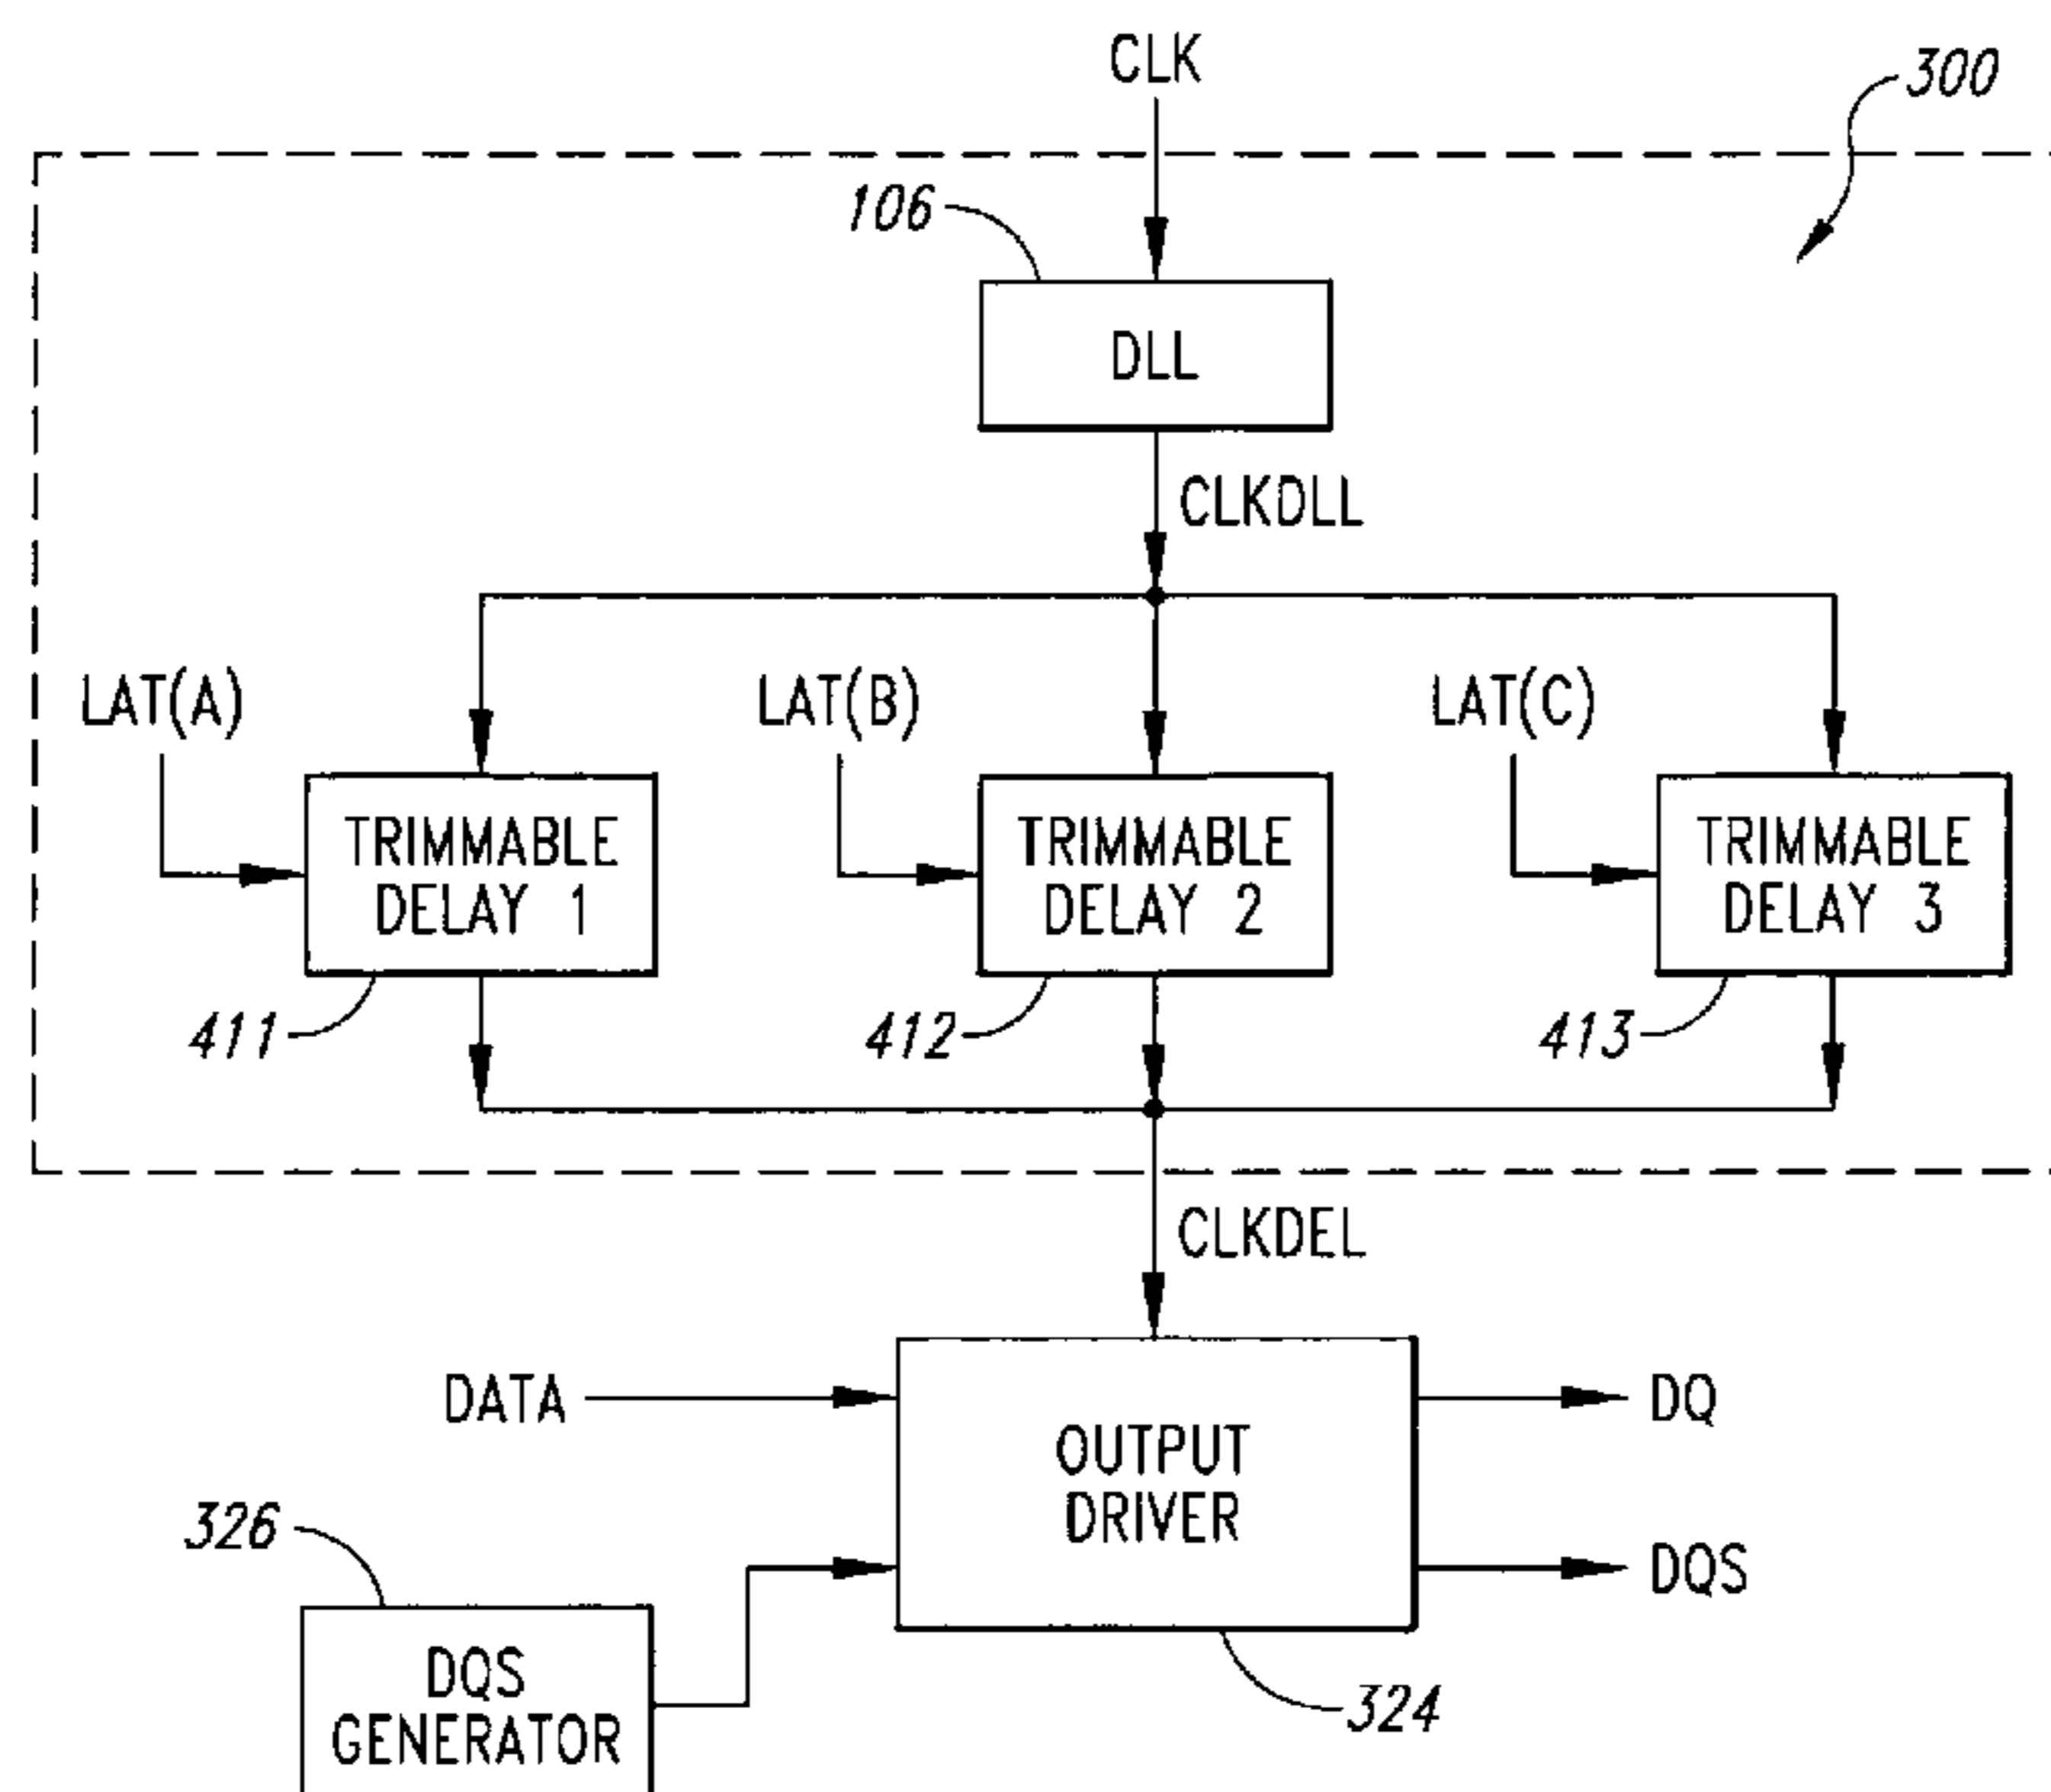 CLK
300
106
DLL
CLKDLL
LAT(A)
LAT(B)
LAT(C)
TRIMMABLE
DELAY 1
TRIMMABLE
DELAY 2
TRIMMABLE
DELAY 3
411
412
413
CLKDEL
DATA
DQ
OUTPUT
DRIVER
326
DQS
DQS
GENERATOR
324